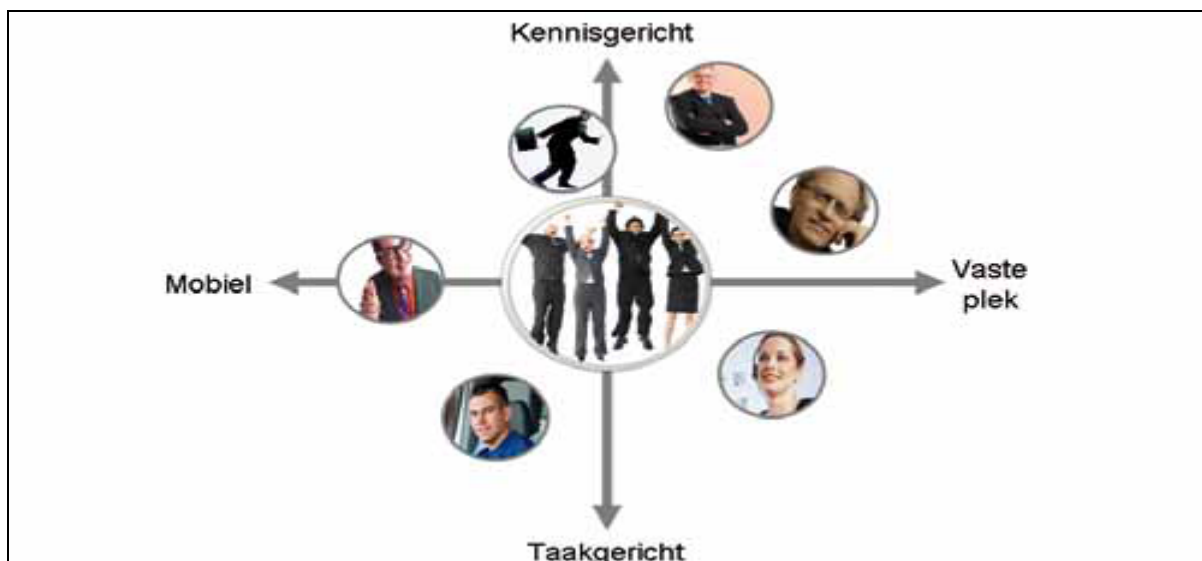 Kennisgericht
Mobiel
Vaste
plek
Taakgericht